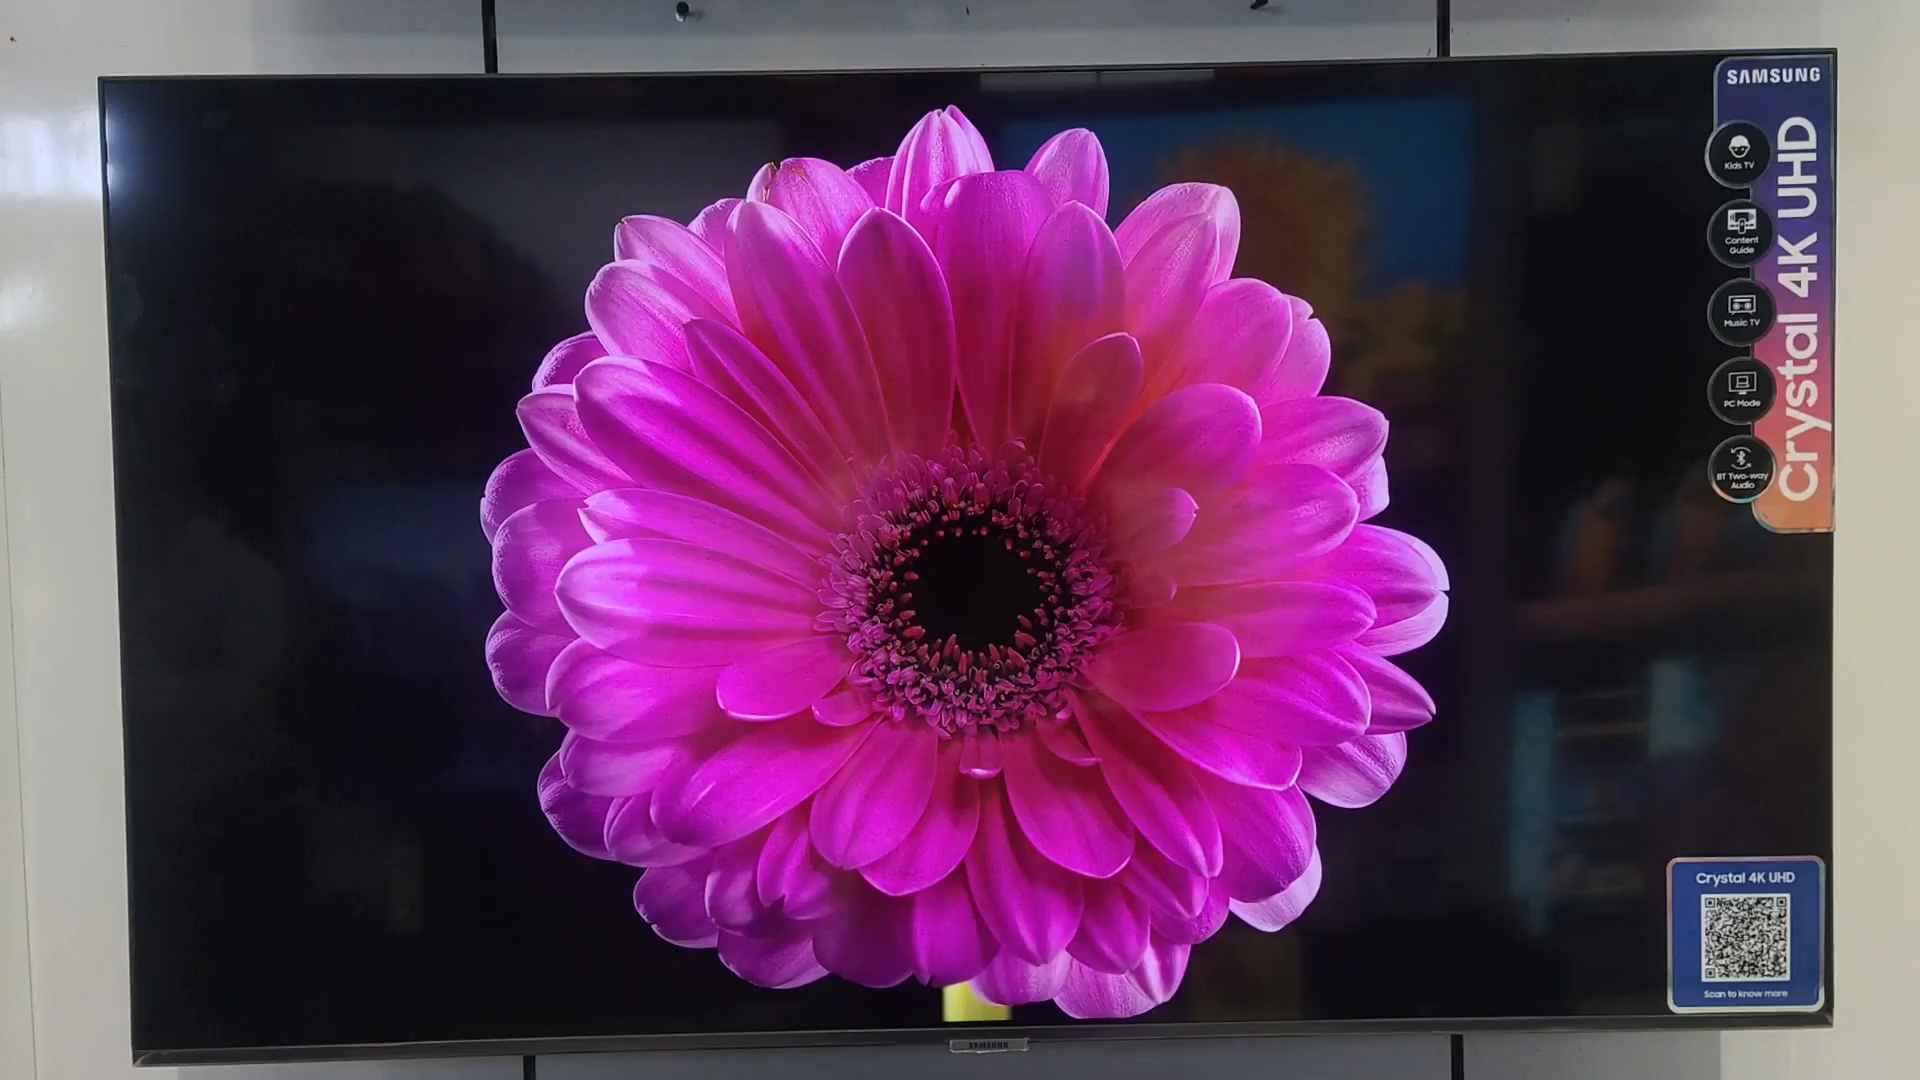 SAMSUNG
Crystal 4K UHD
Kids TV
Content
Guide
Music TV
PC Mode
BT Two-way
Audio
Crystal 4K UHD
Scan to know more
SAMSUNG